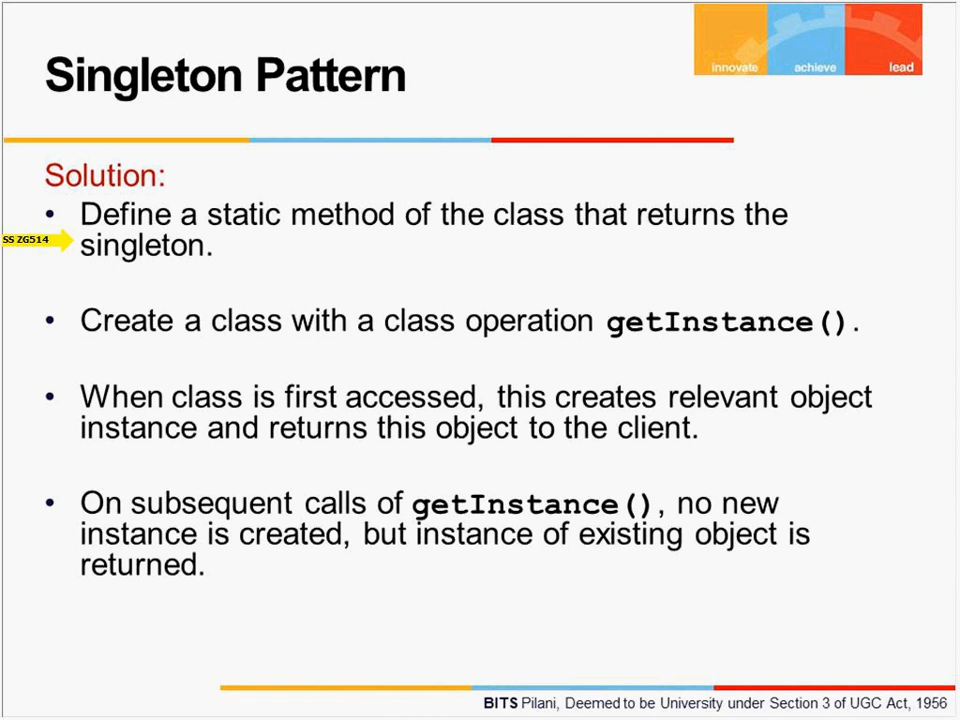 Singleton Pattern
innovate achieve lead
Solution:
• Define a static method of the class that returns the
singleton.
SS ZG514
• Create a class with a class operation getInstance().
• When class is first accessed, this creates relevant object
instance and returns this object to the client.
• On subsequent calls of getInstance(), no new
instance is created, but instance of existing object is
returned.
BITS Pilani, Deemed to be University under Section 3 of UGC Act, 1956